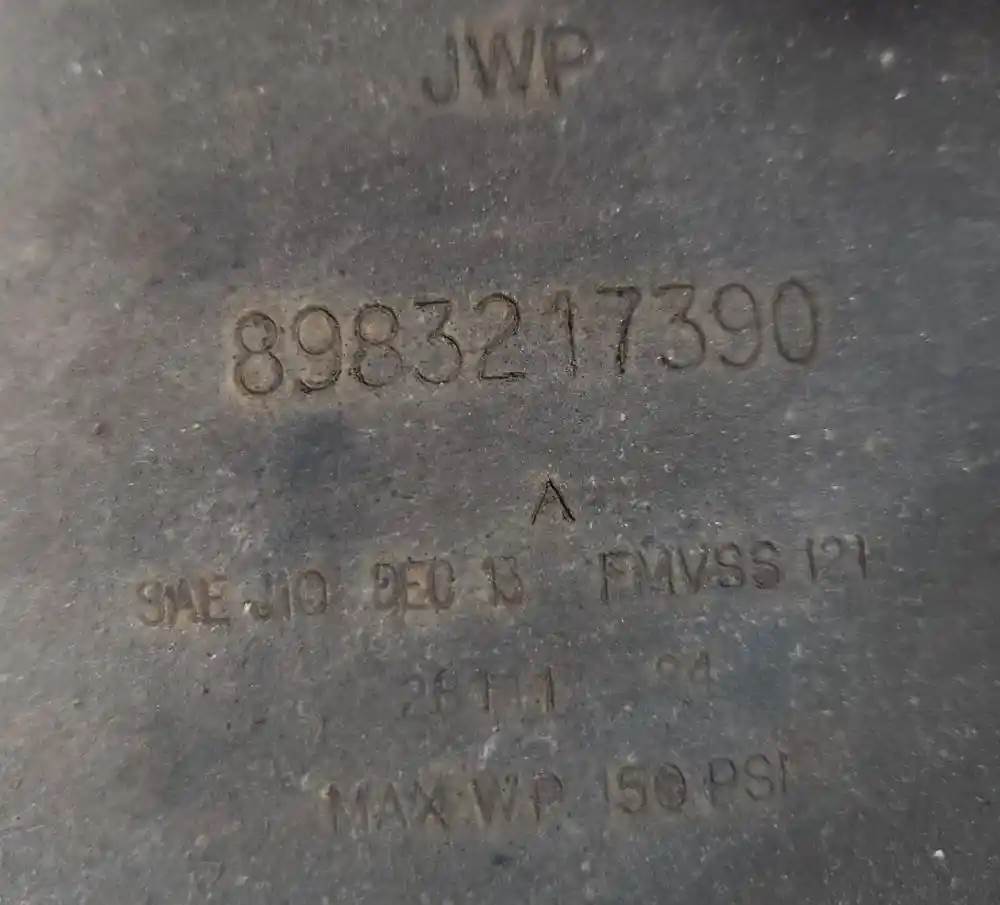 JWP
8983217390
A
SAE J10 DEC 13 FMVSS 121
MAX WP 150 PSI